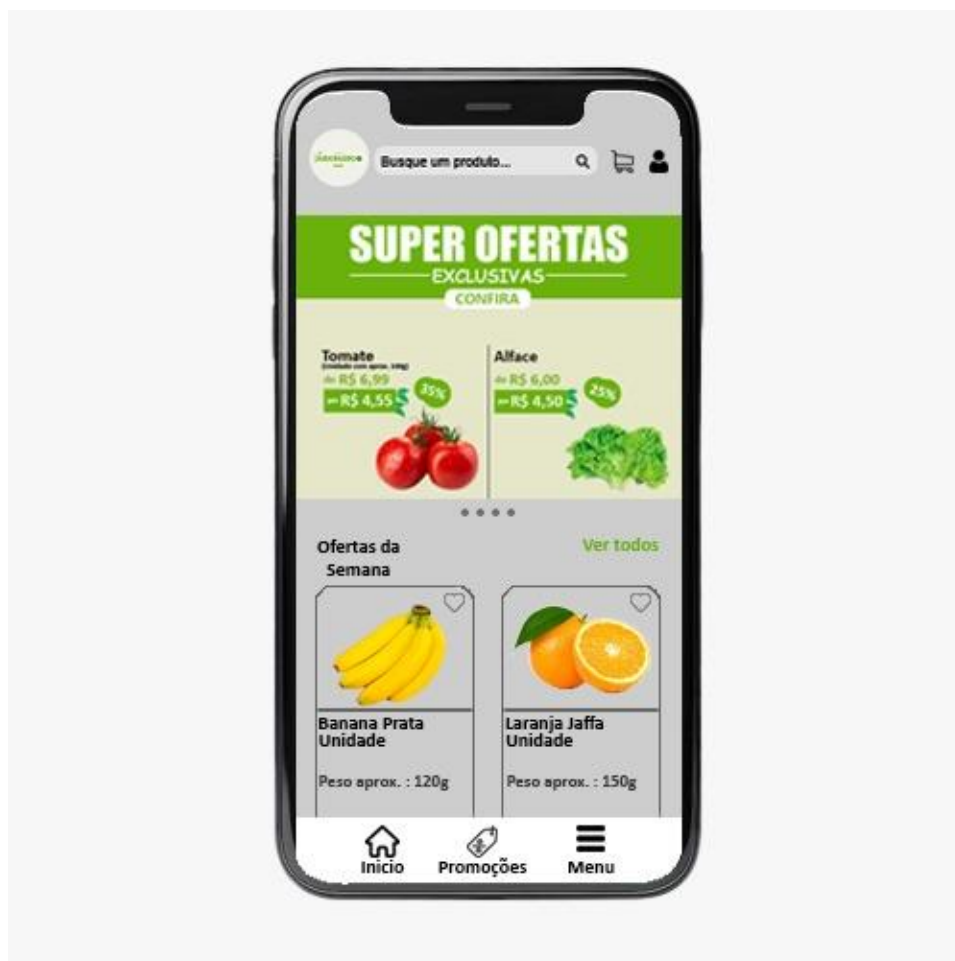 Busque um produto...
SUPER OFERTAS
EXCLUSIVAS
CONFIRA
Tomate
de R$ 6,99
por R$ 4,55
35%
Alface
de R$ 6,00
por R$ 4,50
25%
Ofertas da
Semana
Ver todos
Banana Prata
Unidade
Peso aprox. : 120g
Laranja Jaffa
Unidade
Peso aprox. : 150g
Inicio
Promoções
Menu